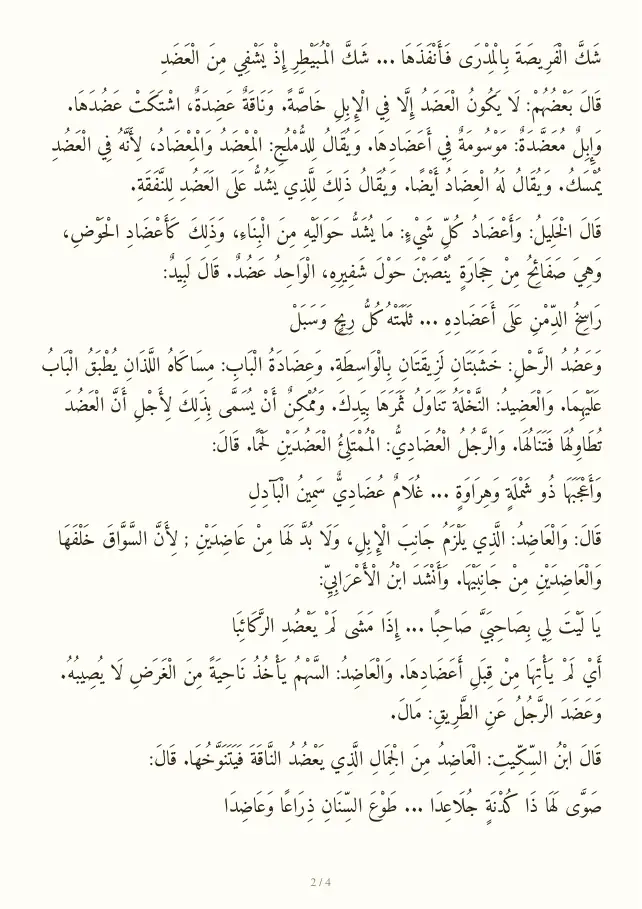 شَكَّ الْفَرِيصَةَ بِالْمِدْرَى فَأَنْفَذَهَا ... شَكَّ الْمُبَيْطِرِ إِذْ يَشْفِي مِنَ الْعَضَدِ
قَالَ بَعْضُهُمْ: لَا يَكُونُ الْعَضَدُ إِلَّا فِي الْإِبِلِ خَاصَّةً. وَنَاقَةٌ عَضِدَةٌ، اشْتَكَتْ عَضُدَهَا.
وَإِبِلٌ مُعَضَّدَةٌ: مَوْسُومَةٌ فِي أَعَضَادِهَا. وَيُقَالُ لِلدُّمْلُجِ: الْمِعْضَدُ وَالْمِعْضَادُ، لِأَنَّهُ فِي الْعَضُدِ
يُمْسَكُ. وَيُقَالُ لَهُ الْعِضَادُ أَيْضًا. وَيُقَالُ ذَلِكَ لِلَّذِي يَشُدُّ عَلَى الْعَضُدِ لِلنَّفَقَةِ.
قَالَ الْخَلِيلُ: وَأَعْضَادُ كُلِّ شَيْءٍ: مَا يُشَدُّ حَوَالَيْهِ مِنَ الْبِنَاءِ، وَذَلِكَ كَأَعْضَادِ الْحَوْضِ،
وَهِيَ صَفَائِحُ مِنْ حِجَارَةٍ يُنْصَبْنَ حَوْلَ شَفِيرِهِ، الْوَاحِدُ عَضُدٌ. قَالَ لَبِيدٌ:
رَاسِخُ الدِّمْنِ عَلَى أَعَضَادِهِ ... ثَلَمَتْهُ كُلُّ رِيحٍ وَسَبَلْ
وَعَضُدُ الرَّحْلِ: خَشَبَتَانِ لَزِيقَتَانِ بِالْوَاسِطَةِ. وَعِضَادَةُ الْبَابِ: مِسَاكَاهُ اللَّذَانِ يُطْبَقُ الْبَابُ
عَلَيْهِمَا. وَالْعَضِيدُ: النَّخْلَةُ تَنَاوَلُ ثَمَرَهَا بِيَدِكَ. وَمُمْكِنٌ أَنْ يُسَمَّى بِذَلِكَ لِأَجْلِ أَنَّ الْعَضُدَ
تُطَاوِلُهَا فَتَنَالُهَا. وَالرَّجُلُ الْعُضَادِيُّ: الْمُمْتَلِئُ الْعَضُدَيْنِ لَحْمًا. قَالَ:
وَأَعْجَبَهَا ذُو شَمْلَةٍ وَهِرَاوَةٍ ... غُلَامٌ عُضَادِيٌّ سَمِينُ الْبَآدِلِ
قَالَ: وَالْعَاضِدُ: الَّذِي يَلْزَمُ جَانِبَ الْإِبِلِ، وَلَا بُدَّ لَهَا مِنْ عَاضِدَيْنِ ; لِأَنَّ السَّوَّاقَ خَلْفَهَا
وَالْعَاضِدَيْنِ مِنْ جَانِبَيْهَا. وَأَنْشَدَ ابْنُ الْأَعْرَابِيِّ:
يَا لَيْتَ لِي بِصَاحِبَيَّ صَاحِبًا ... إِذَا مَشَى لَمْ يَعْضُدِ الرَّكَائِبَا
أَيْ لَمْ يَأْتِهَا مِنْ قِبَلِ أَعَضَادِهَا. وَالْعَاضِدُ: السَّهْمُ يَأْخُذُ نَاحِيَةً مِنَ الْغَرَضِ لَا يُصِيبُهُ.
وَعَضَدَ الرَّجُلُ عَنِ الطَّرِيقِ: مَالَ.
قَالَ ابْنُ السِّكِّيتِ: الْعَاضِدُ مِنَ الْجِمَالِ الَّذِي يَعْضُدُ النَّاقَةَ فَيَتَنَوَّخُهَا. قَالَ:
صَوَّى لَهَا ذَا كُدْنَةٍ جُلَاعِدَا ... طَوْعَ السِّنَانِ ذِرَاعًا وَعَاضِدَا
2 / 4